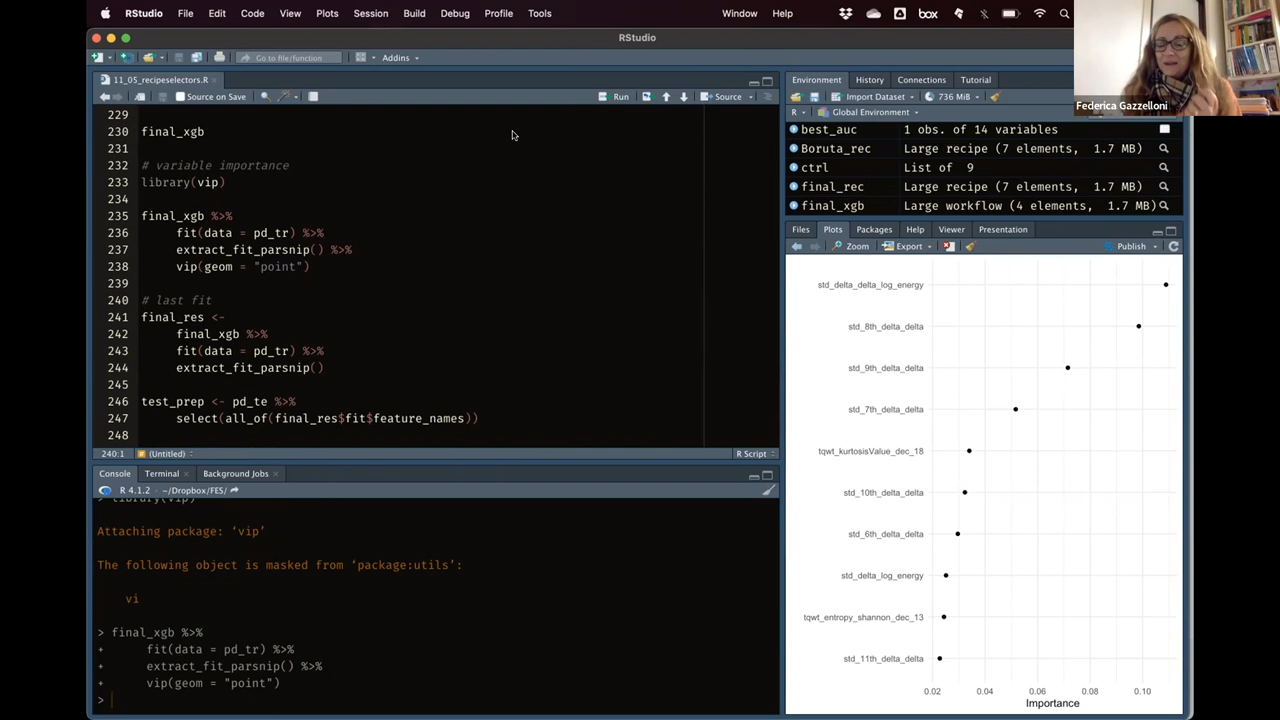 RStudio File Edit Code View Plots Session Build Debug Profile Tools Window Help box
RStudio
Go to file/function Addins
11_05_recipeselectors.R
Source on Save Run Source
229
230 final_xgb
231
232 # variable importance
233 library(vip)
234
235 final_xgb %>%
236 fit(data = pd_tr) %>%
237 extract_fit_parsnip() %>%
238 vip(geom = "point")
239
240 # last fit
241 final_res <-
242 final_xgb %>%
243 fit(data = pd_tr) %>%
244 extract_fit_parsnip()
245
246 test_prep <- pd_te %>%
247 select(all_of(final_res$fit$feature_names))
248
240:1 (Untitled) R Script
Console Terminal Background Jobs
R 4.1.2 · ~/Dropbox/FES/
> library(vip)
Attaching package: ‘vip’
The following object is masked from ‘package:utils’:
vi
> final_xgb %>%
+ fit(data = pd_tr) %>%
+ extract_fit_parsnip() %>%
+ vip(geom = "point")
>
Environment History Connections Tutorial
Import Dataset 736 MiB
R Global Environment
best_auc 1 obs. of 14 variables
Boruta_rec Large recipe (7 elements, 1.7 MB)
ctrl List of 9
final_rec Large recipe (7 elements, 1.7 MB)
final_xgb Large workflow (4 elements, 1.7 MB)
Files Plots Packages Help Viewer Presentation
Zoom Export Publish
std_delta_delta_log_energy
std_8th_delta_delta
std_9th_delta_delta
std_7th_delta_delta
tqwt_kurtosisValue_dec_18
std_10th_delta_delta
std_6th_delta_delta
std_delta_log_energy
tqwt_entropy_shannon_dec_13
std_11th_delta_delta
0.02 0.04 0.06 0.08 0.10
Importance
Federica Gazzelloni